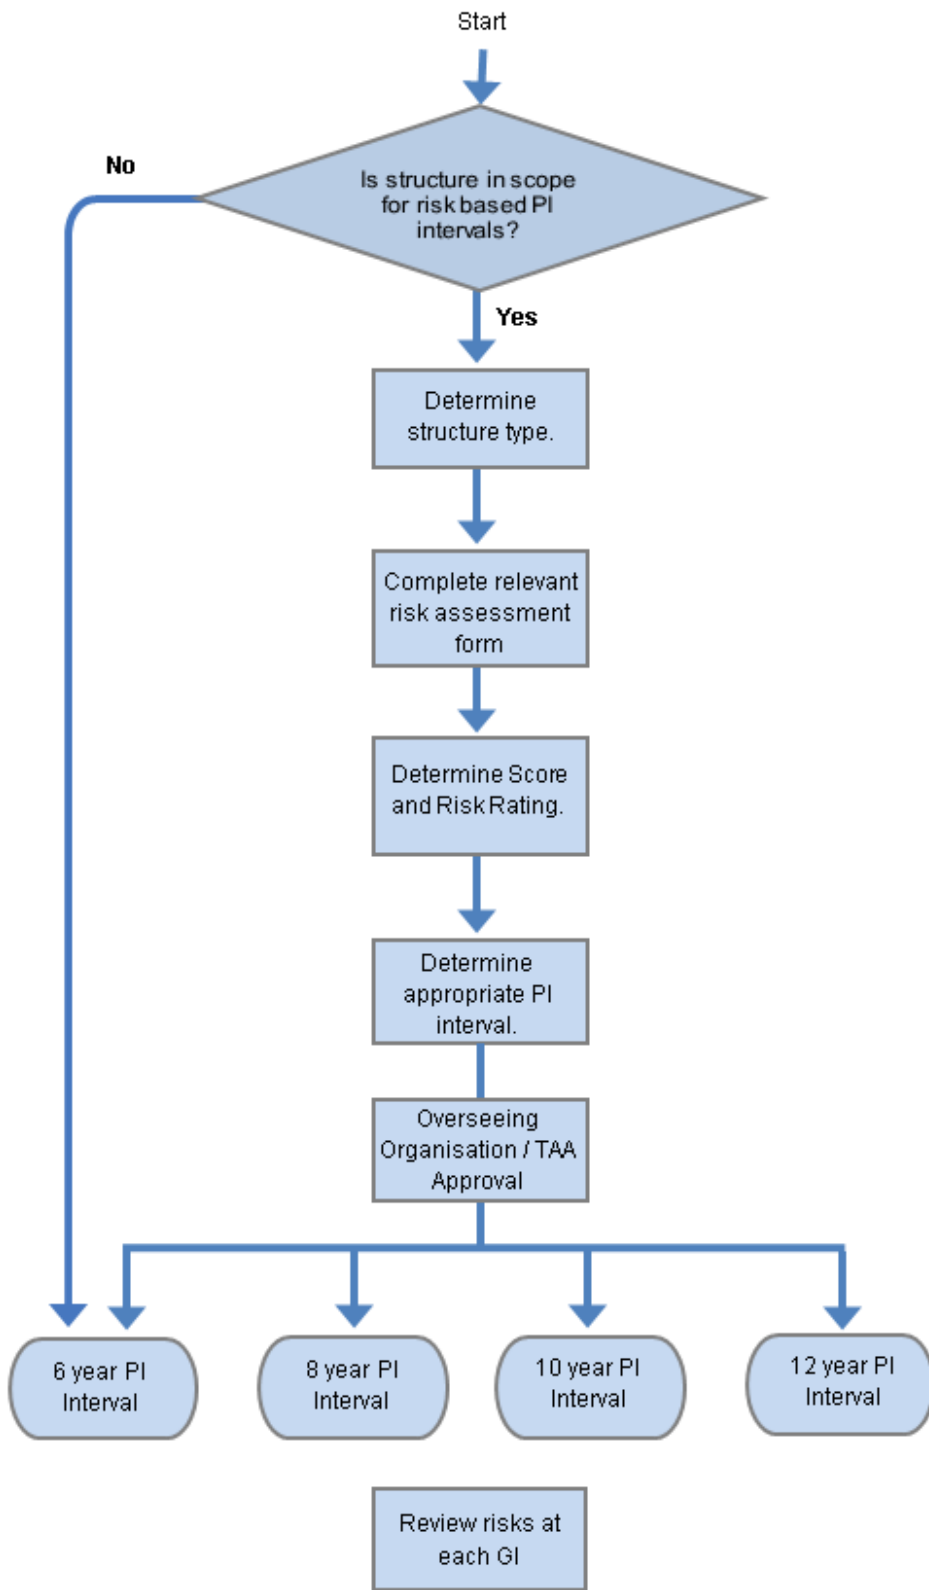 Start
No
Is structure in scope
for risk based PI
intervals?
Yes
Determine
structure type.
Complete relevant
risk assessment
form
Determine Score
and Risk Rating.
Determine
appropriate PI
interval.
Overseeing
Organisation / TAA
Approval
6 year PI
Interval
8 year PI
Interval
10 year PI
Interval
12 year PI
Interval
Review risks at
each GI